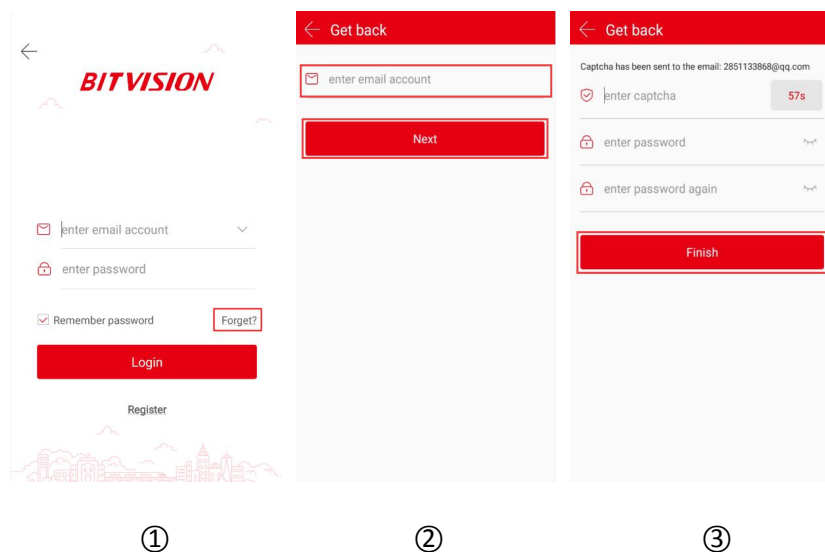 BITVISION
enter email account
enter password
Remember password Forget?
Login
Register
①
Get back
enter email account
Next
②
Get back
Captcha has been sent to the email: 2851133868@qq.com
enter captcha 57s
enter password
enter password again
Finish
③